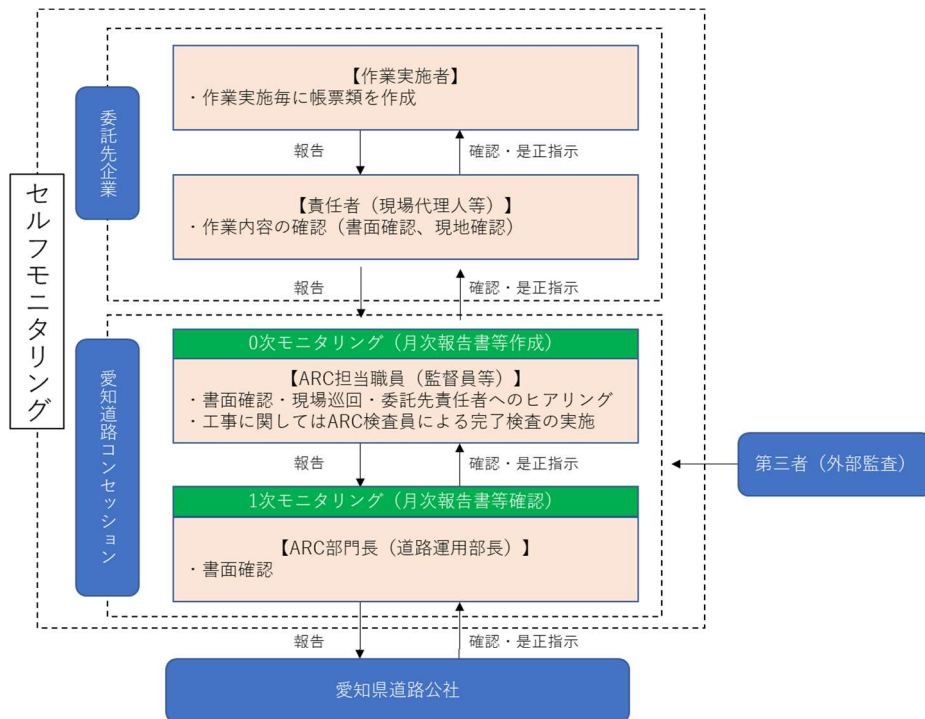 セルフモニタリング
委託先企業
【作業実施者】
・作業実施毎に帳票類を作成
報告
確認・是正指示
【責任者(現場代理人等)】
・作業内容の確認(書面確認、現地確認)
報告
確認・是正指示
愛知道路コンセッション
0次モニタリング(月次報告書等作成)
【ARC担当職員(監督員等)】
・書面確認・現場巡回・委託先責任者へのヒアリング
・工事に関してはARC検査員による完了検査の実施
報告
確認・是正指示
第三者(外部監査)
1次モニタリング(月次報告書等確認)
【ARC部門長(道路運用部長)】
・書面確認
報告
確認・是正指示
愛知県道路公社